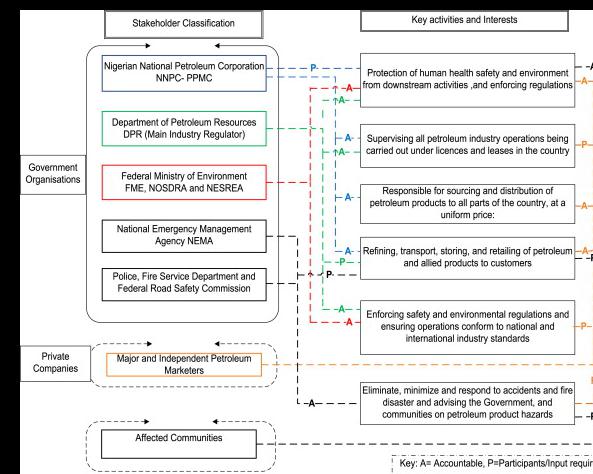 Stakeholder Classification
Key activities and Interests
Nigerian National Petroleum Corporation
NNPC- PPMC
Department of Petroleum Resources
DPR (Main Industry Regulator)
Government
Organisations
Federal Ministry of Environment
FME, NOSDRA and NESREA
National Emergency Management
Agency NEMA
Police, Fire Service Department and
Federal Road Safety Commission
Private
Companies
Major and Independent Petroleum
Marketers
Affected Communities
P
A
A
A
A
A
A
P
P
A
A
A
Protection of human health safety and environment
from downstream activities ,and enforcing regulations
Supervising all petroleum industry operations being
carried out under licences and leases in the country
Responsible for sourcing and distribution of
petroleum products to all parts of the country, at a
uniform price:
Refining, transport, storing, and retailing of petroleum
and allied products to customers
Enforcing safety and environmental regulations and
ensuring operations conform to national and
international industry standards
Eliminate, minimize and respond to accidents and fire
disaster and advising the Government, and
communities on petroleum product hazards
A
P
A
A
P
Key: A= Accountable, P=Participants/Input requir